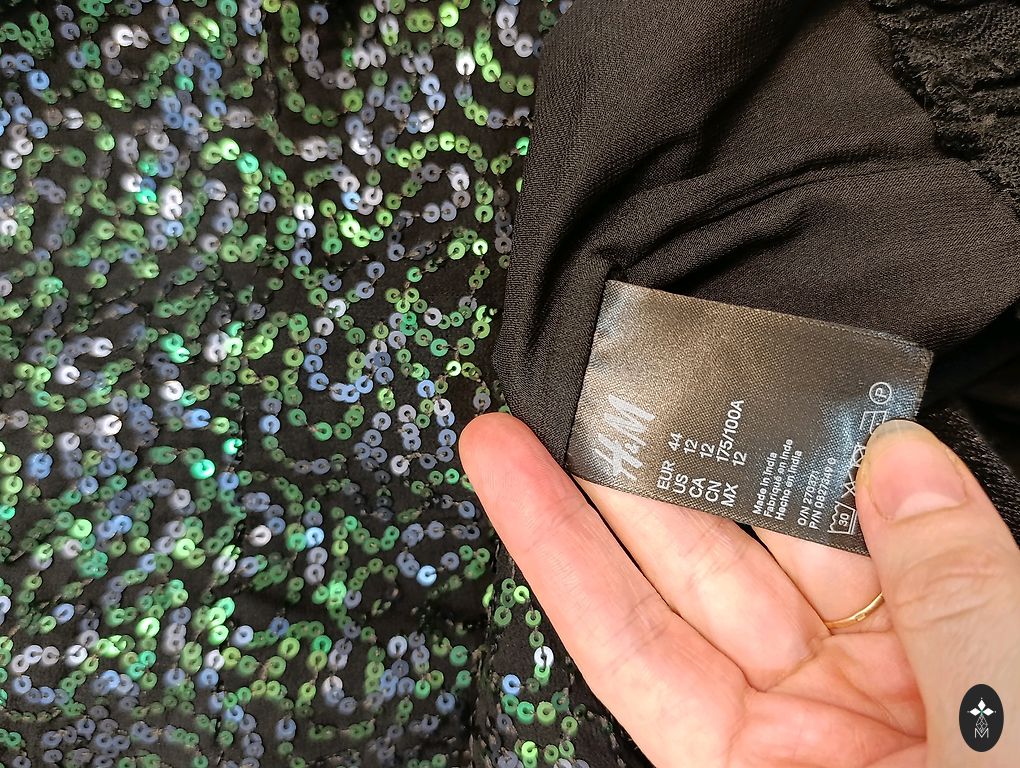 H&M
EUR 44
US 12
CA 12
CN 175/100A
MX 12
Made in India
Fabriqué en Inde
Hecho en India
30
P
M